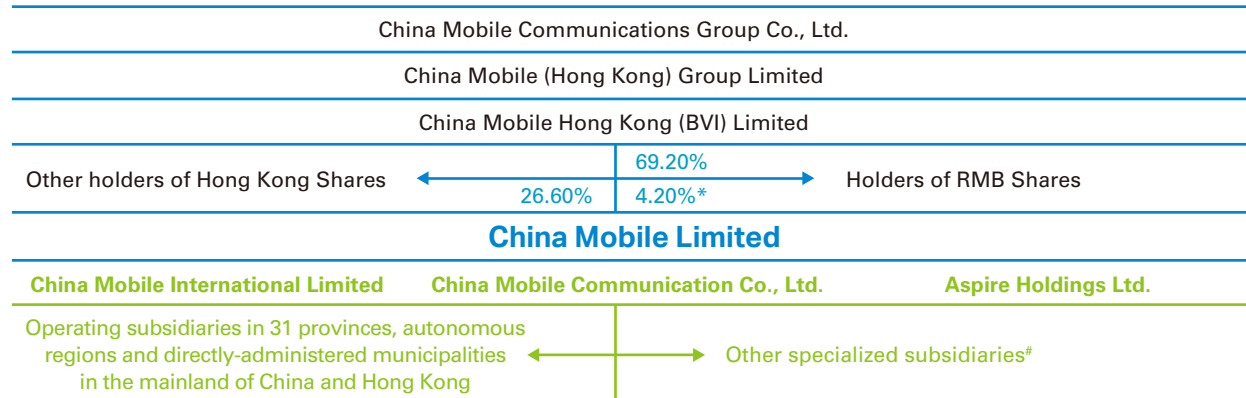 China Mobile Communications Group Co., Ltd.
China Mobile (Hong Kong) Group Limited
China Mobile Hong Kong (BVI) Limited
69.20%
Other holders of Hong Kong Shares
Holders of RMB Shares
26.60%
4.20%*
China Mobile Limited
China Mobile International Limited
China Mobile Communication Co., Ltd.
Aspire Holdings Ltd.
Operating subsidiaries in 31 provinces, autonomous
regions and directly-administered municipalities
in the mainland of China and Hong Kong
Other specialized subsidiaries#